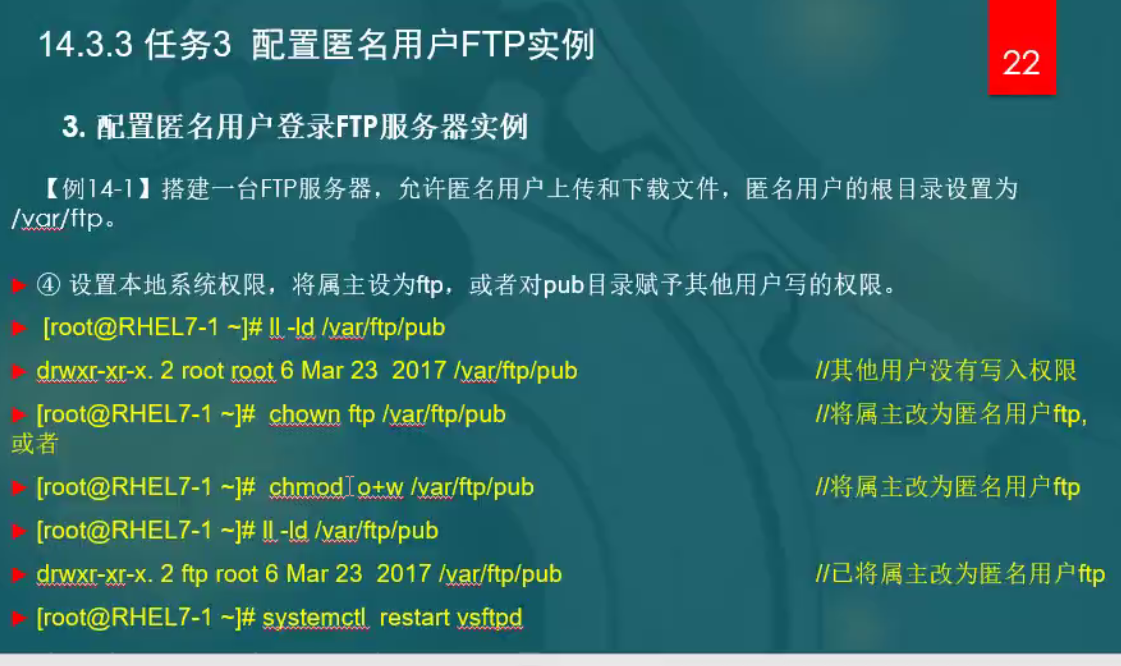 14.3.3 任务3 配置匿名用户FTP实例
22
3. 配置匿名用户登录FTP服务器实例
【例14-1】搭建一台FTP服务器，允许匿名用户上传和下载文件，匿名用户的根目录设置为
/var/ftp。
④ 设置本地系统权限，将属主设为ftp，或者对pub目录赋予其他用户写的权限。
[root@RHEL7-1 ~]# ll -ld /var/ftp/pub
drwxr-xr-x. 2 root root 6 Mar 23 2017 /var/ftp/pub //其他用户没有写入权限
[root@RHEL7-1 ~]# chown ftp /var/ftp/pub //将属主改为匿名用户ftp,
或者
[root@RHEL7-1 ~]# chmod o+w /var/ftp/pub //将属主改为匿名用户ftp
[root@RHEL7-1 ~]# ll -ld /var/ftp/pub
drwxr-xr-x. 2 ftp root 6 Mar 23 2017 /var/ftp/pub //已将属主改为匿名用户ftp
[root@RHEL7-1 ~]# systemctl restart vsftpd